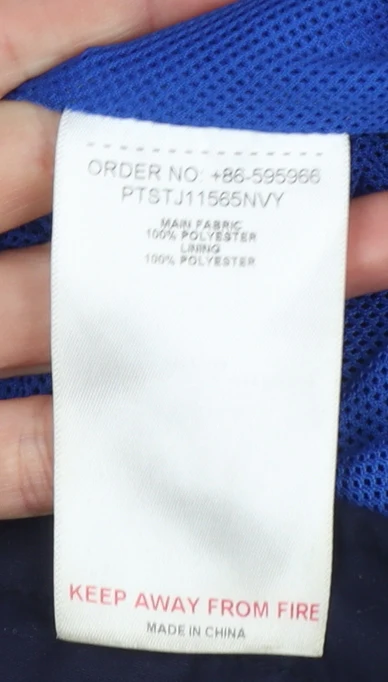 ORDER NO: +86-595966
PTSTJ11565NVY
MAIN FABRIC
100% POLYESTER
LINING
100% POLYESTER
KEEP AWAY FROM FIRE
MADE IN CHINA